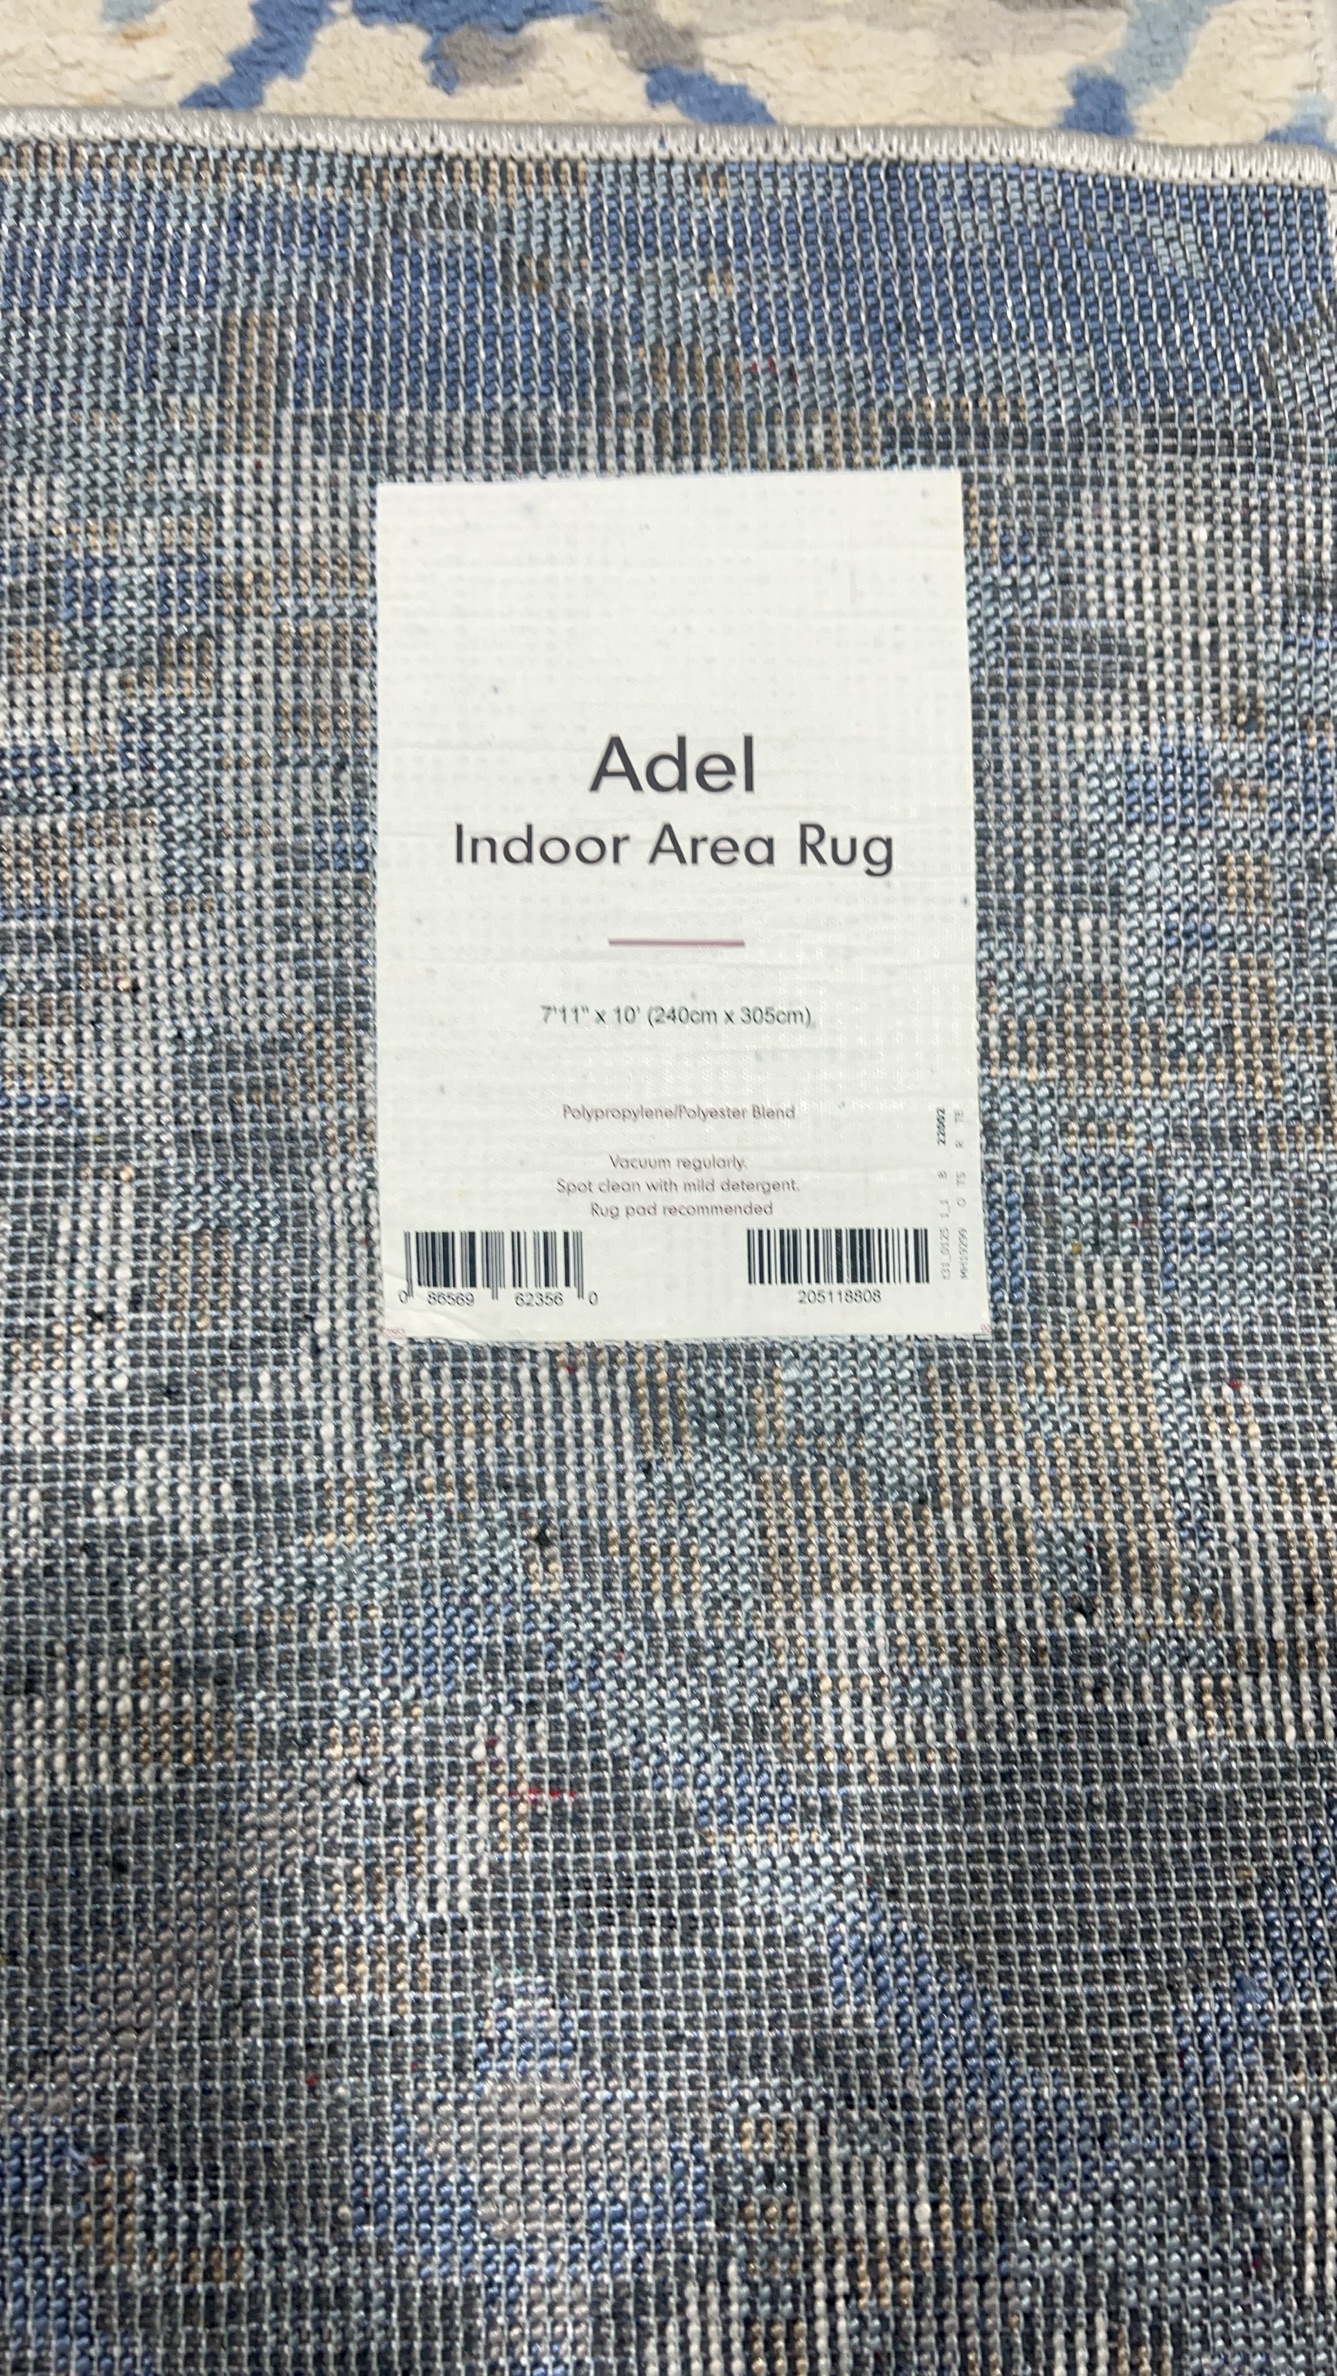 Adel
Indoor Area Rug
7'11" x 10' (240cm x 305cm)
Polypropylene/Polyester Blend
Vacuum regularly.
Spot clean with mild detergent.
Rug pad recommended
0 86569 62356 0
205118808